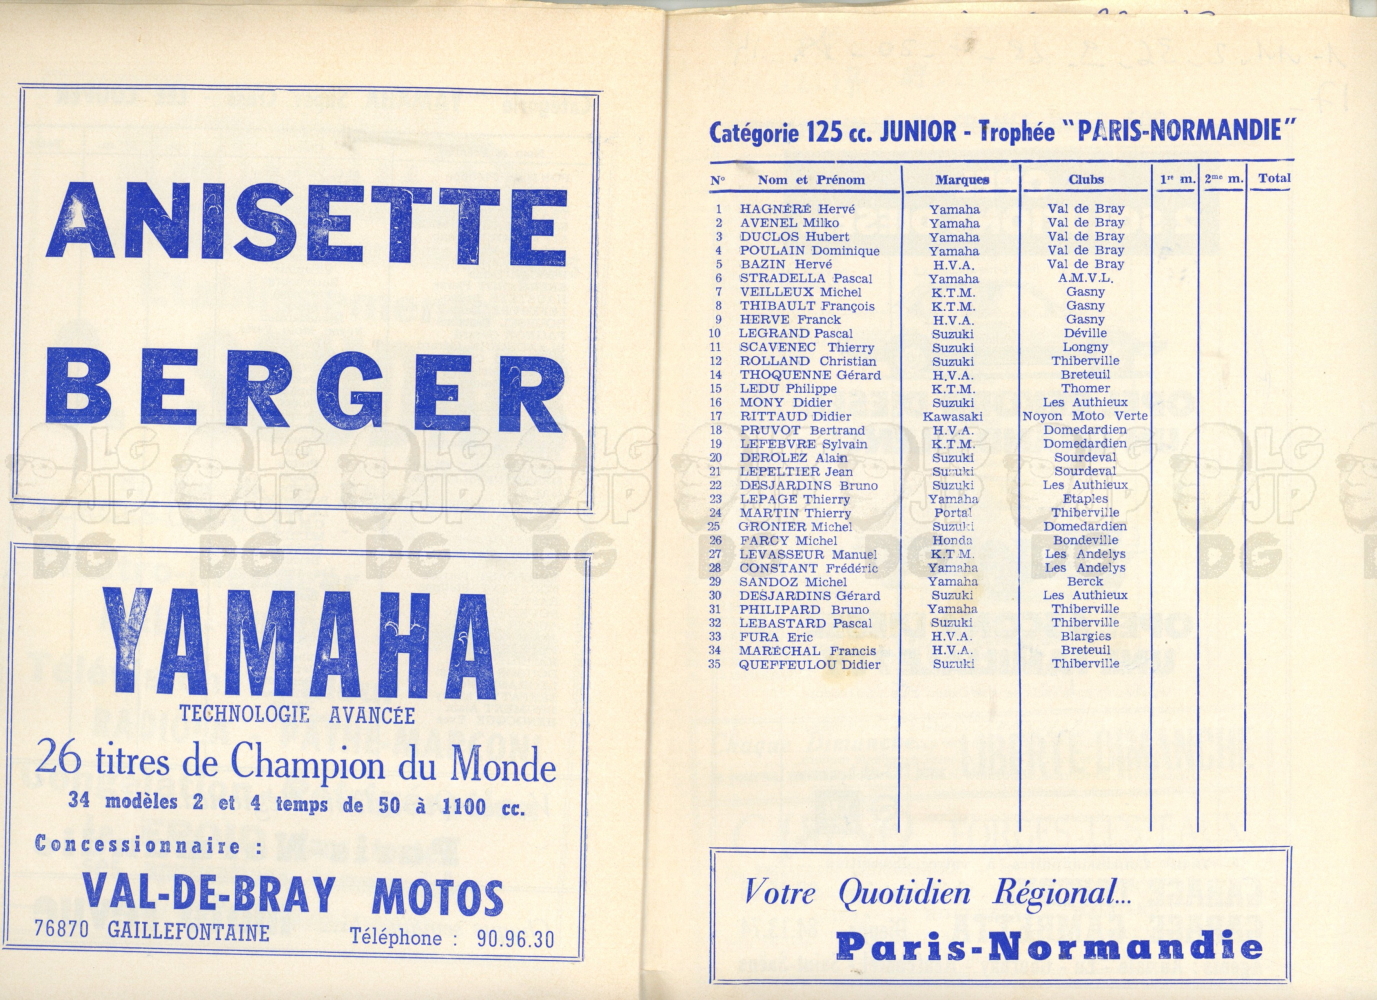 ANISETTE
BERGER
YAMAHA
TECHNOLOGIE AVANCÉE
26 titres de Champion du Monde
34 modèles 2 et 4 temps de 50 à 1100 cc.
Concessionnaire :
VAL-DE-BRAY MOTOS
76870 GAILLEFONTAINE Téléphone : 90.96.30
Catégorie 125 cc. JUNIOR - Trophée "PARIS-NORMANDIE"
N° Nom et Prénom Marques Clubs 1er m. 2me m. Total
1 HAGNÉRÉ Hervé Yamaha Val de Bray
2 AVENEL Milko Yamaha Val de Bray
3 DUCLOS Hubert Yamaha Val de Bray
4 POULAIN Dominique Yamaha Val de Bray
5 BAZIN Hervé H.V.A. Val de Bray
6 STRADELLA Pascal Yamaha A.M.V.L.
7 VEILLEUX Michel K.T.M. Gasny
8 THIBAULT François K.T.M. Gasny
9 HERVE Franck H.V.A. Gasny
10 LEGRAND Pascal Suzuki Déville
11 SCAVENEC Thierry Suzuki Longny
12 ROLLAND Christian Suzuki Thiberville
14 THOQUENNE Gérard H.V.A. Breteuil
15 LEDU Philippe K.T.M. Thomer
16 MONY Didier Suzuki Les Authieux
17 RITTAUD Didier Kawasaki Noyon Moto Verte
18 PRUVOT Bertrand H.V.A. Domedardien
19 LEFEBVRE Sylvain K.T.M. Domedardien
20 DEROLEZ Alain Suzuki Sourdeval
21 LEPELTIER Jean Suzuki Sourdeval
22 DESJARDINS Bruno Suzuki Les Authieux
23 LEPAGE Thierry Yamaha Etaples
24 MARTIN Thierry Portal Thiberville
25 GRONIER Michel Suzuki Domedardien
26 FARCY Michel Honda Bondeville
27 LEVASSEUR Manuel K.T.M. Les Andelys
28 CONSTANT Frédéric Yamaha Les Andelys
29 SANDOZ Michel Yamaha Berck
30 DESJARDINS Gérard Suzuki Les Authieux
31 PHILIPARD Bruno Yamaha Thiberville
32 LEBASTARD Pascal Suzuki Thiberville
33 FURA Eric H.V.A. Blargies
34 MARÉCHAL Francis H.V.A. Breteuil
35 QUEFFEULOU Didier Suzuki Thiberville
Votre Quotidien Régional...
Paris-Normandie
LG
JP
DG